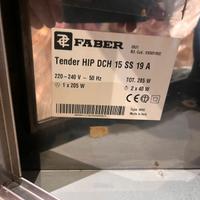 FABER
Tender HIP DCH 15 SS 19 A
220-240 V ~ 50 Hz
TOT. 285 W
1 x 205 W
2 x 40 W
Made in Italy